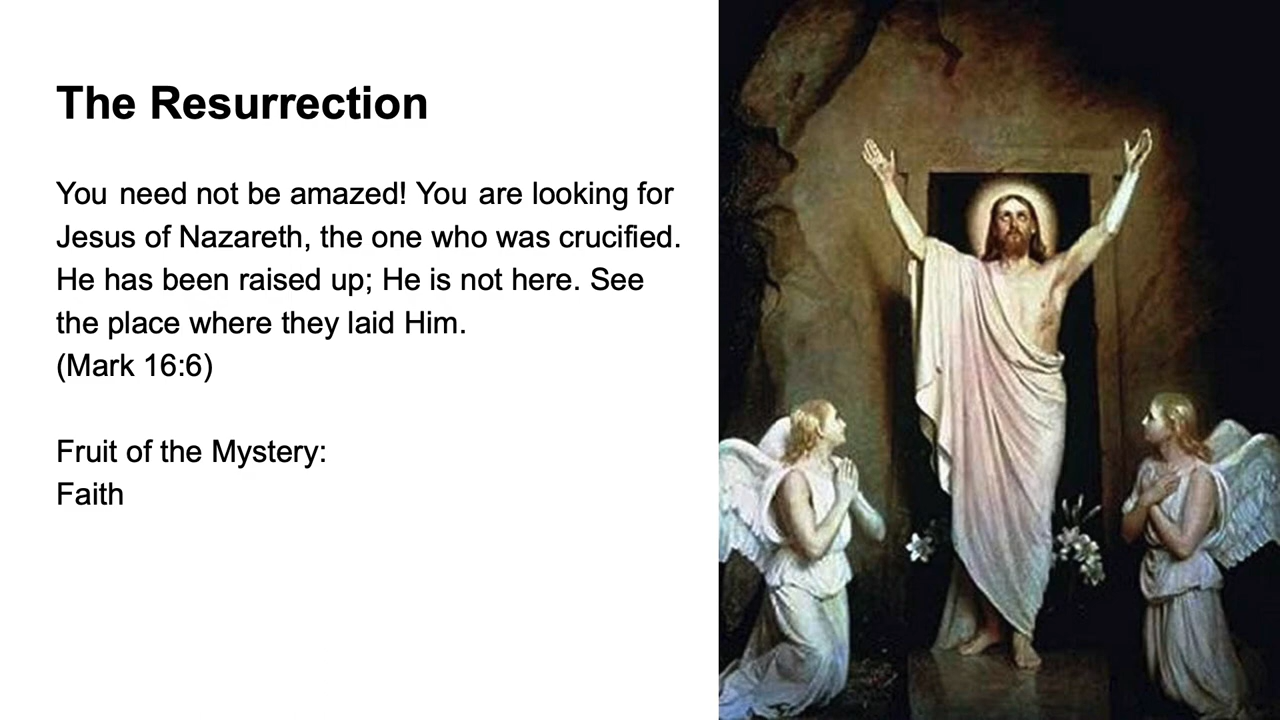 The Resurrection
You need not be amazed! You are looking for
Jesus of Nazareth, the one who was crucified.
He has been raised up; He is not here. See
the place where they laid Him.
(Mark 16:6)
Fruit of the Mystery:
Faith